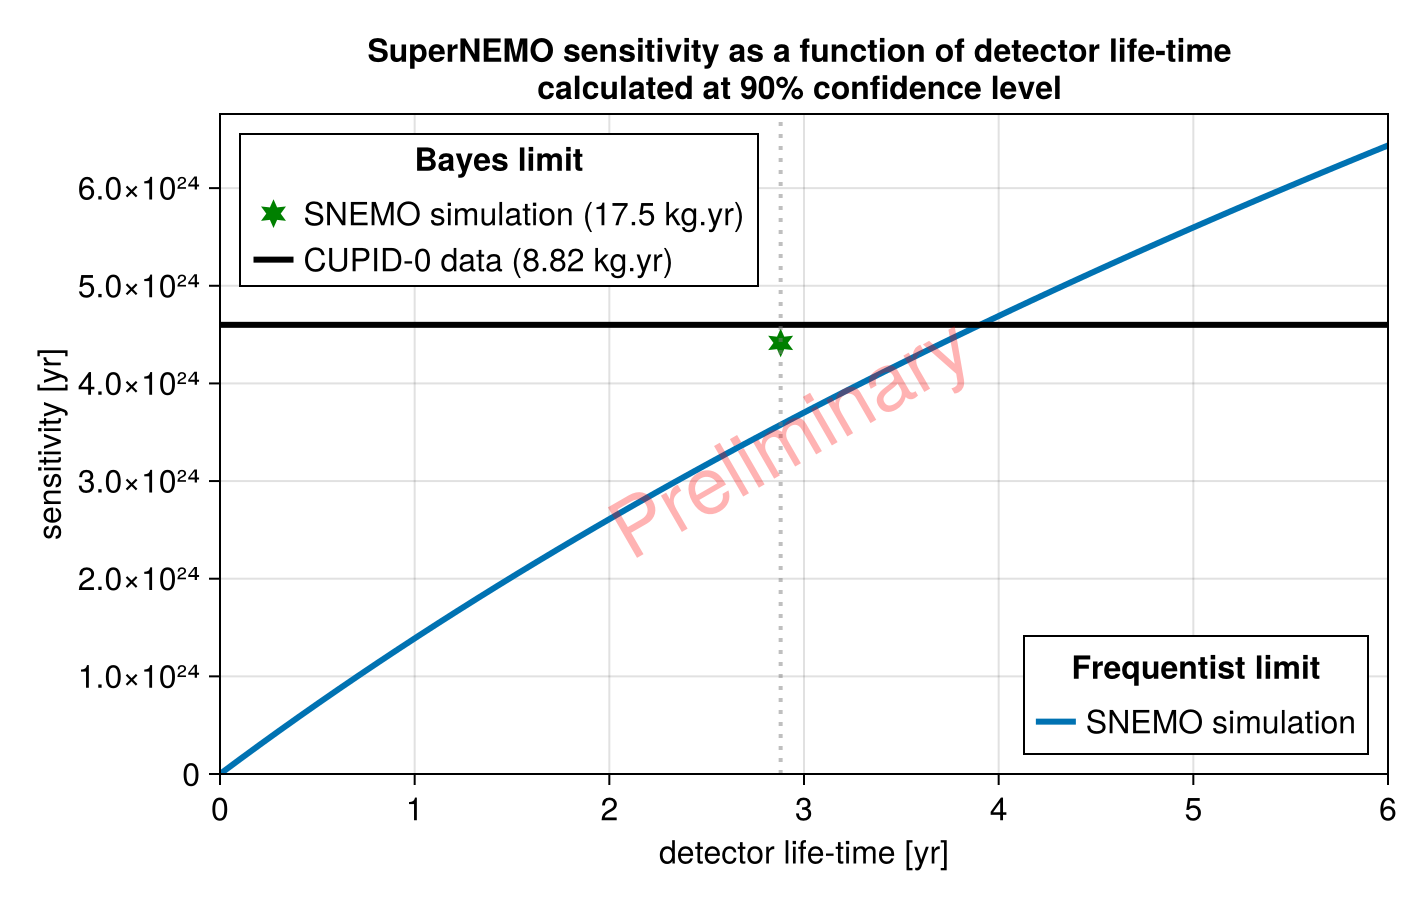 SuperNEMO sensitivity as a function of detector life-time
calculated at 90% confidence level
Bayes limit
SNEMO simulation (17.5 kg.yr)
CUPID-0 data (8.82 kg.yr)
6.0×10²⁴
5.0×10²⁴
4.0×10²⁴
3.0×10²⁴
2.0×10²⁴
1.0×10²⁴
0
sensitivity [yr]
Preliminary
Frequentist limit
SNEMO simulation
0 1 2 3 4 5 6
detector life-time [yr]